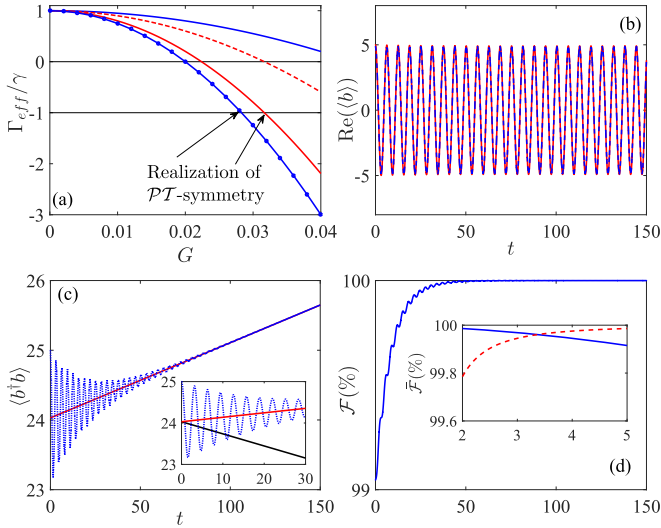 1
0
-1
-2
-3
Γ_eff/γ
Realization of
PT-symmetry
(a)
0 0.01 0.02 0.03 0.04
G
(b)
5
0
-5
Re(⟨b⟩)
0 50 100 150
t
(c)
26
25
24
23
⟨b†b⟩
25
24
23
0 10 20 30
0 50 100 150
t
100
99
F(%)
100
99.8
99.6
F̄(%)
2 3 4 5
(d)
0 50 100 150
t